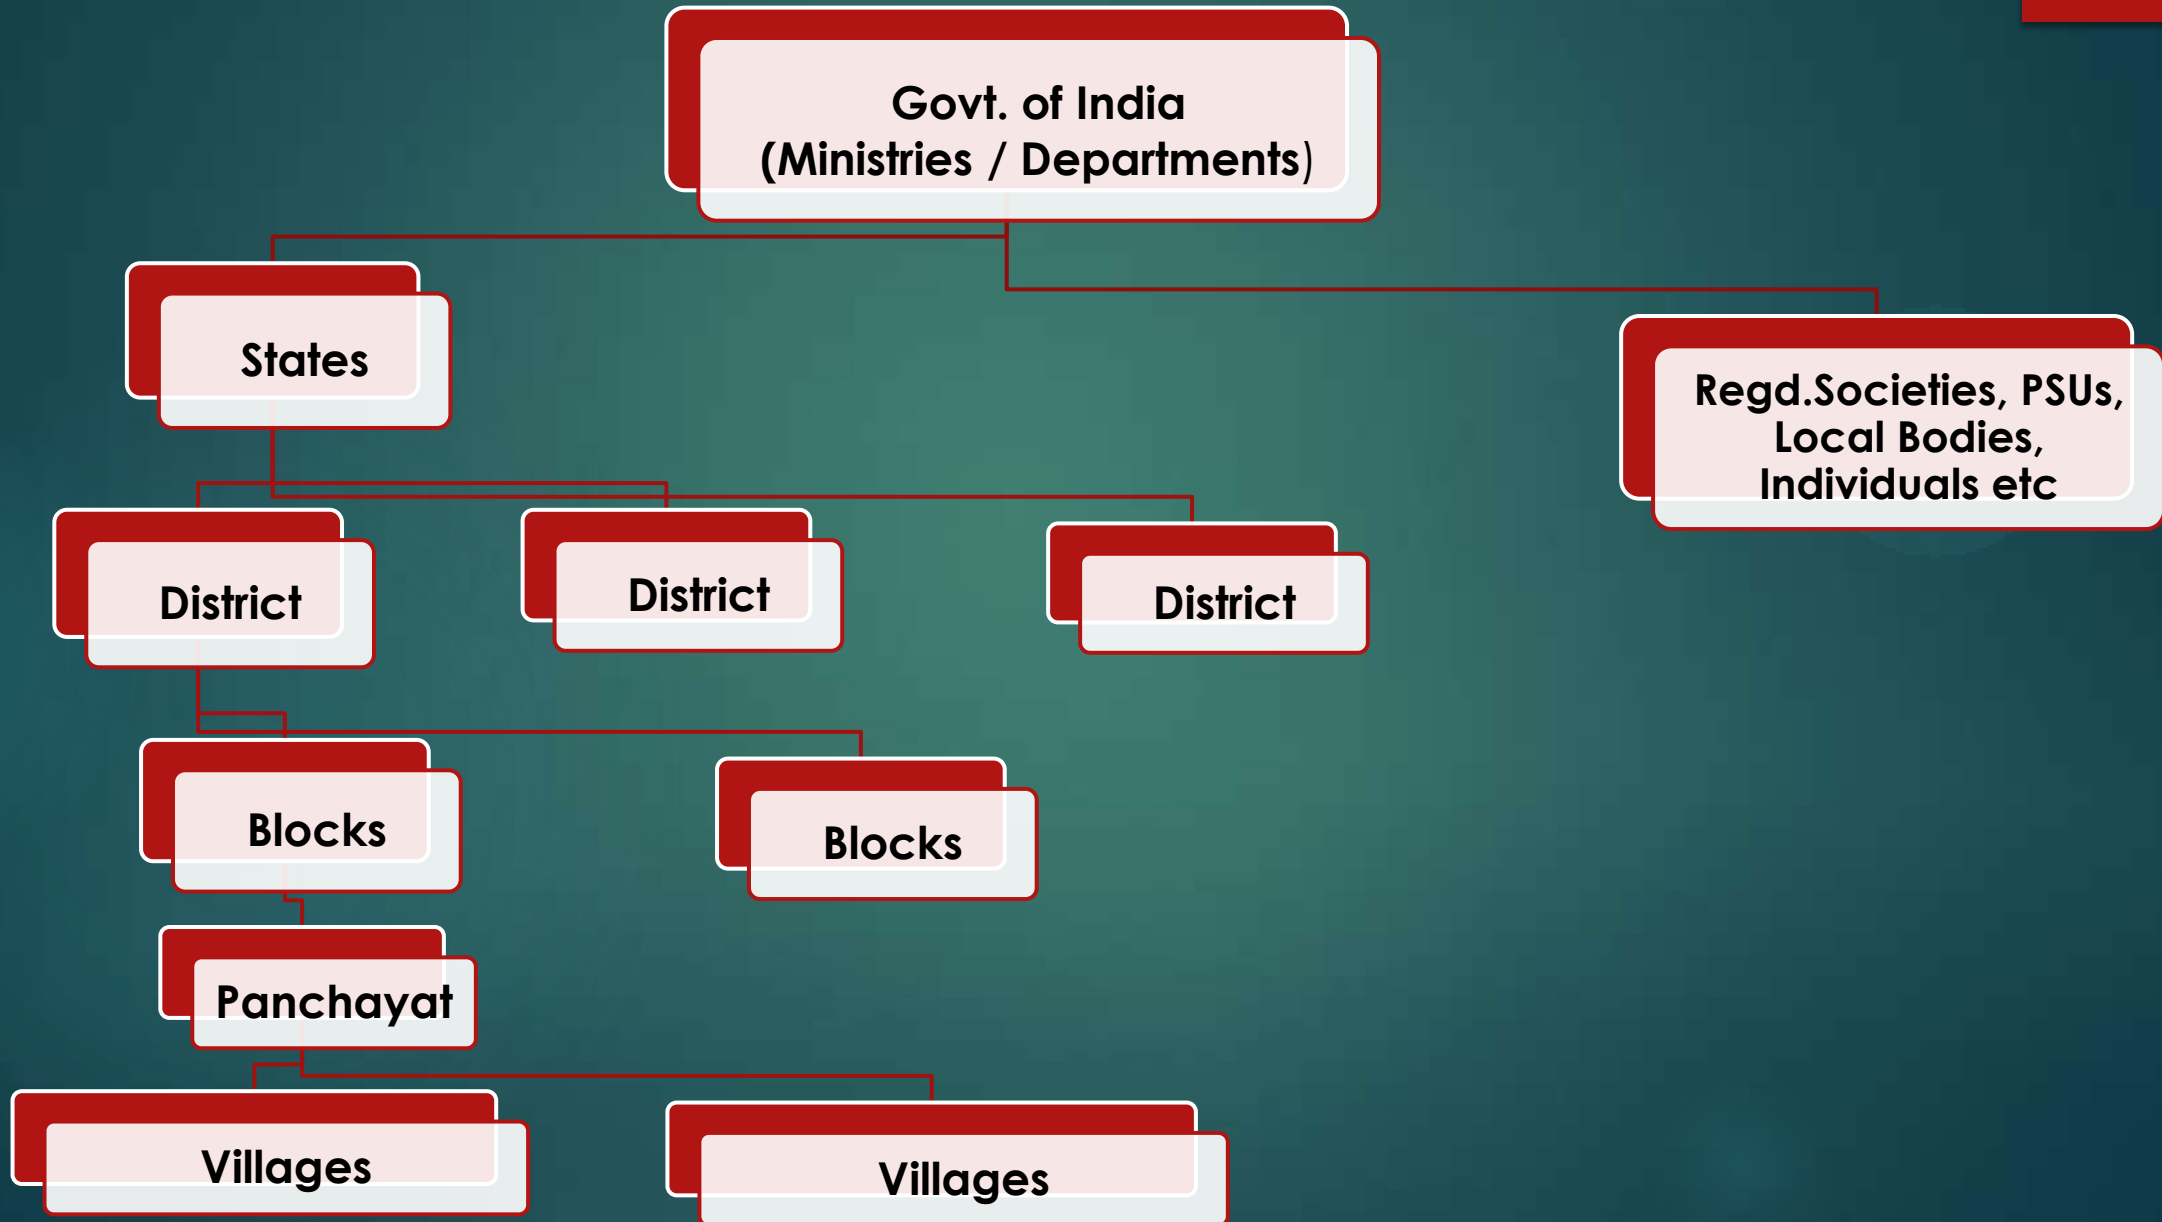 Govt. of India
(Ministries / Departments)
States
Regd.Societies, PSUs,
Local Bodies,
Individuals etc
District
District
District
Blocks
Blocks
Panchayat
Villages
Villages